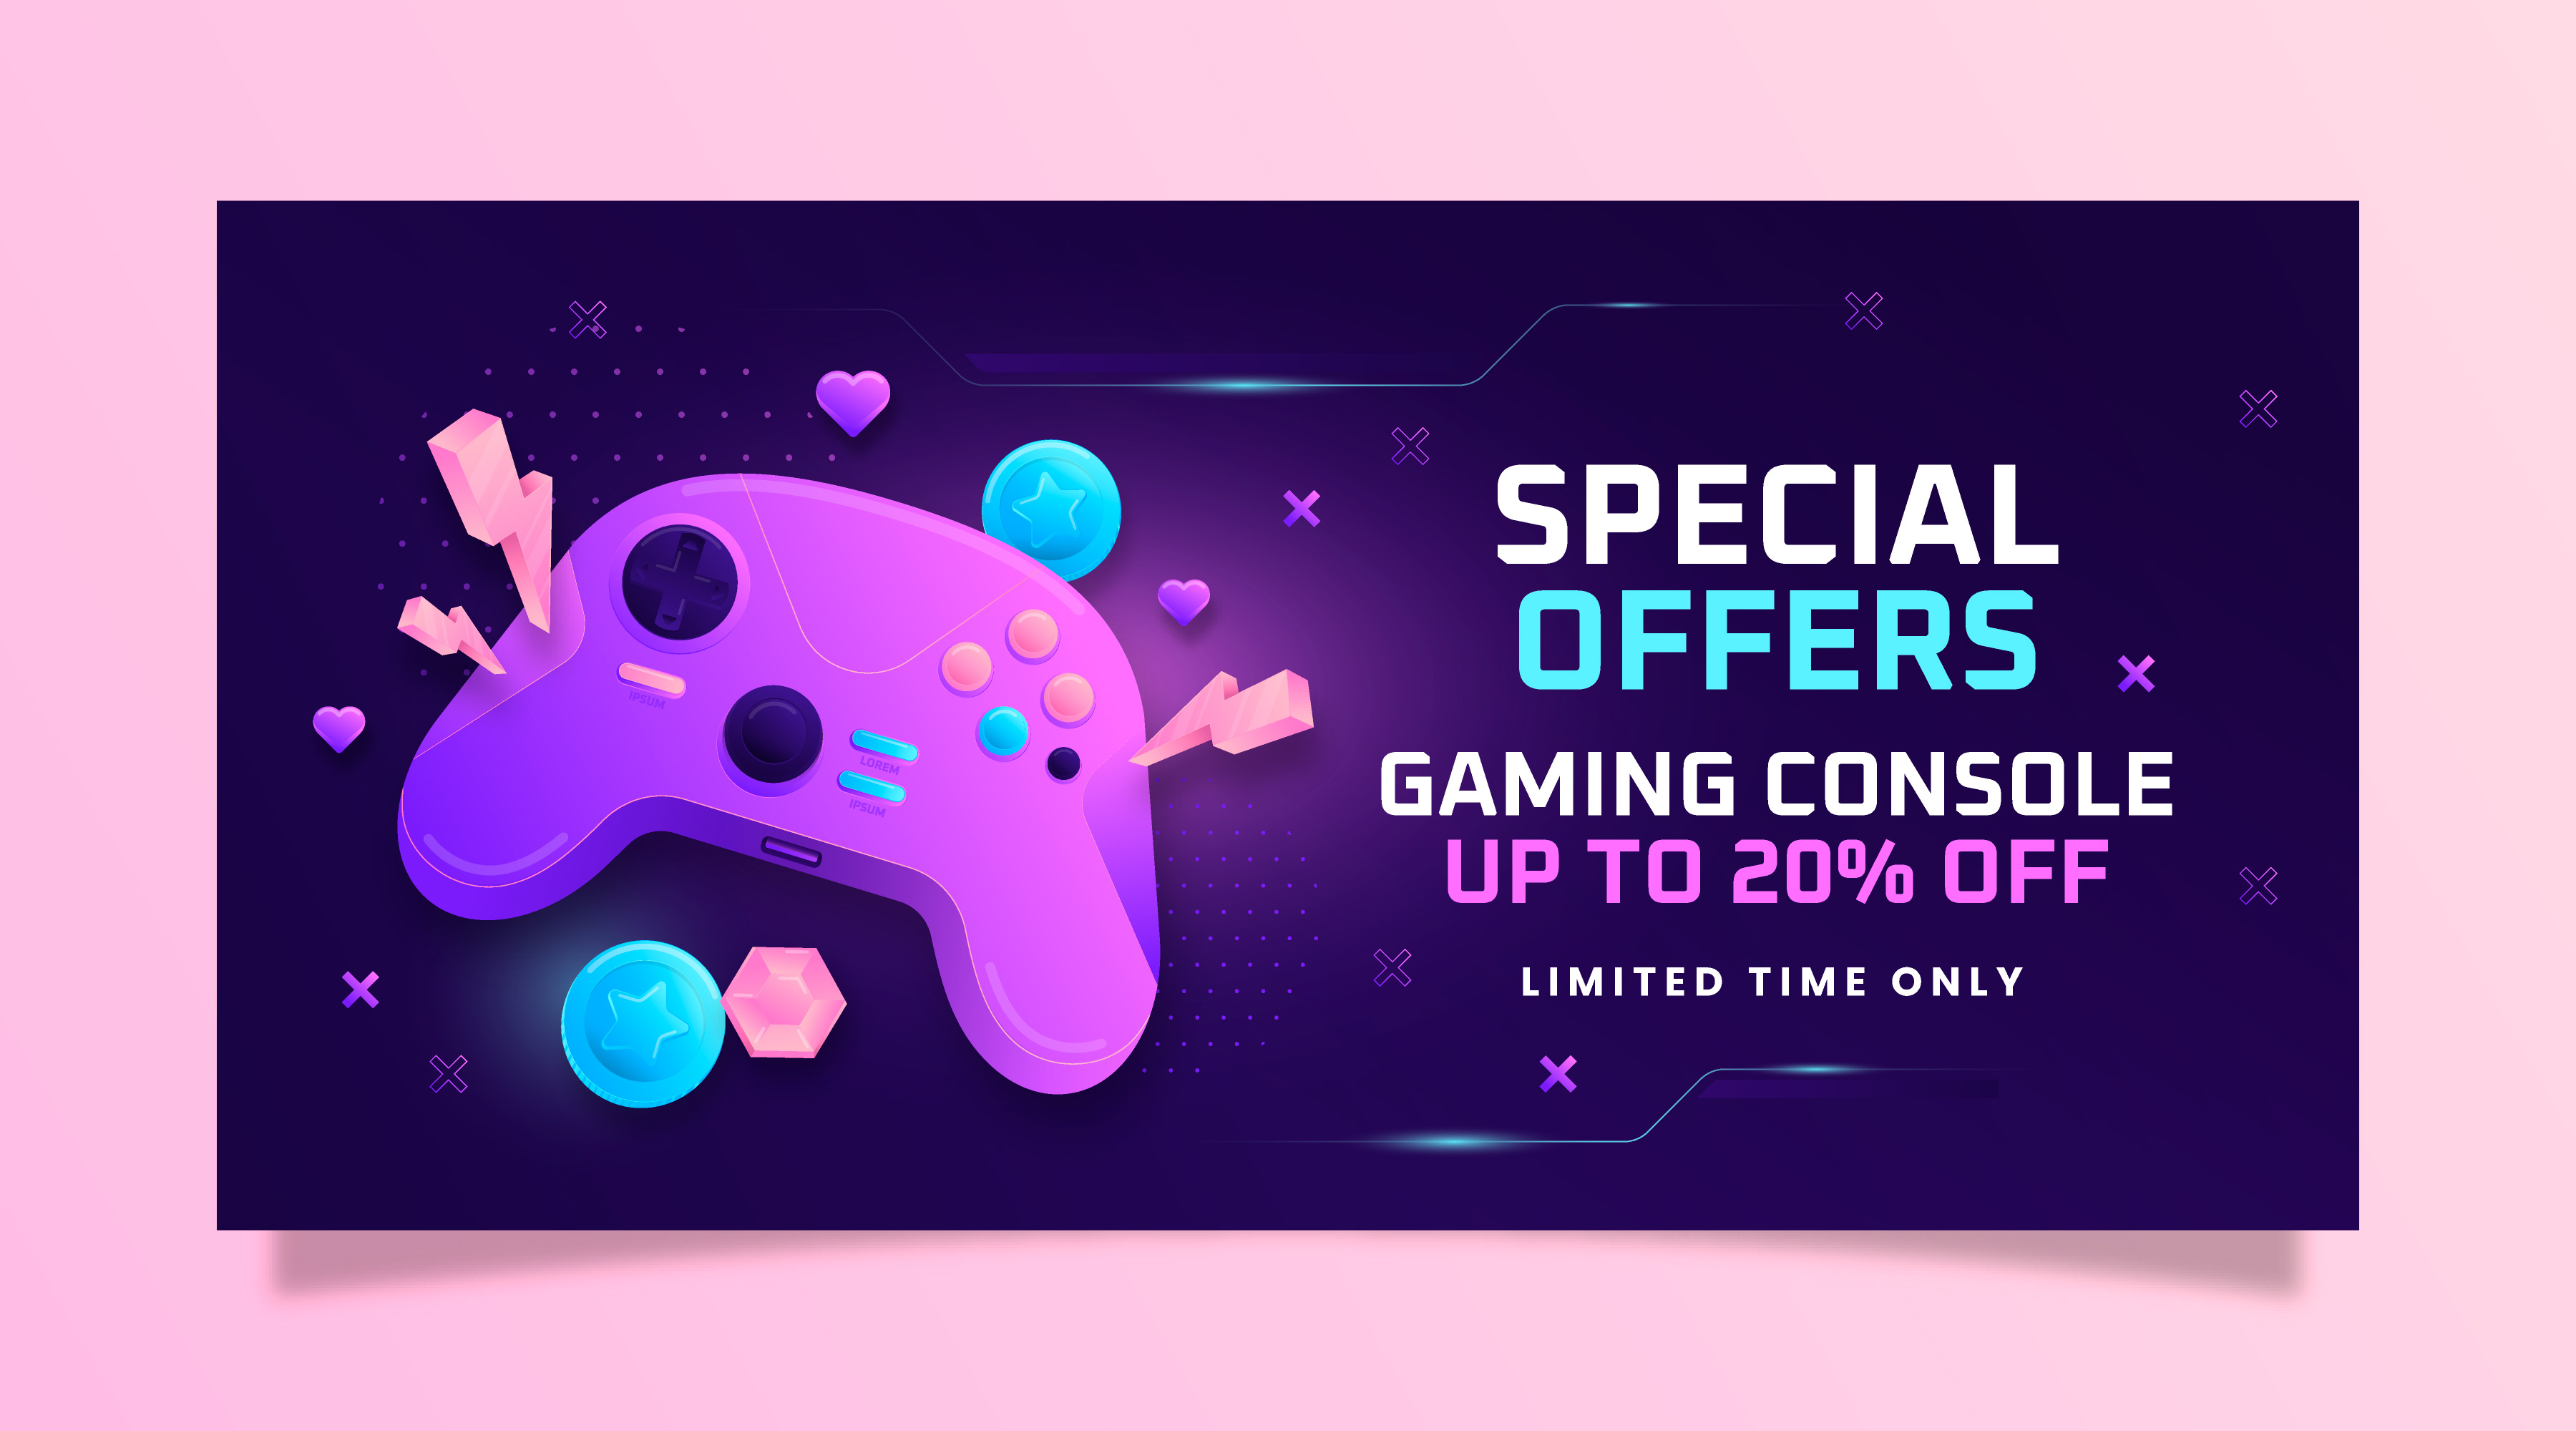 SPECIAL
OFFERS
GAMING CONSOLE
UP TO 20% OFF
LIMITED TIME ONLY
IPSUM
LOREM
IPSUM